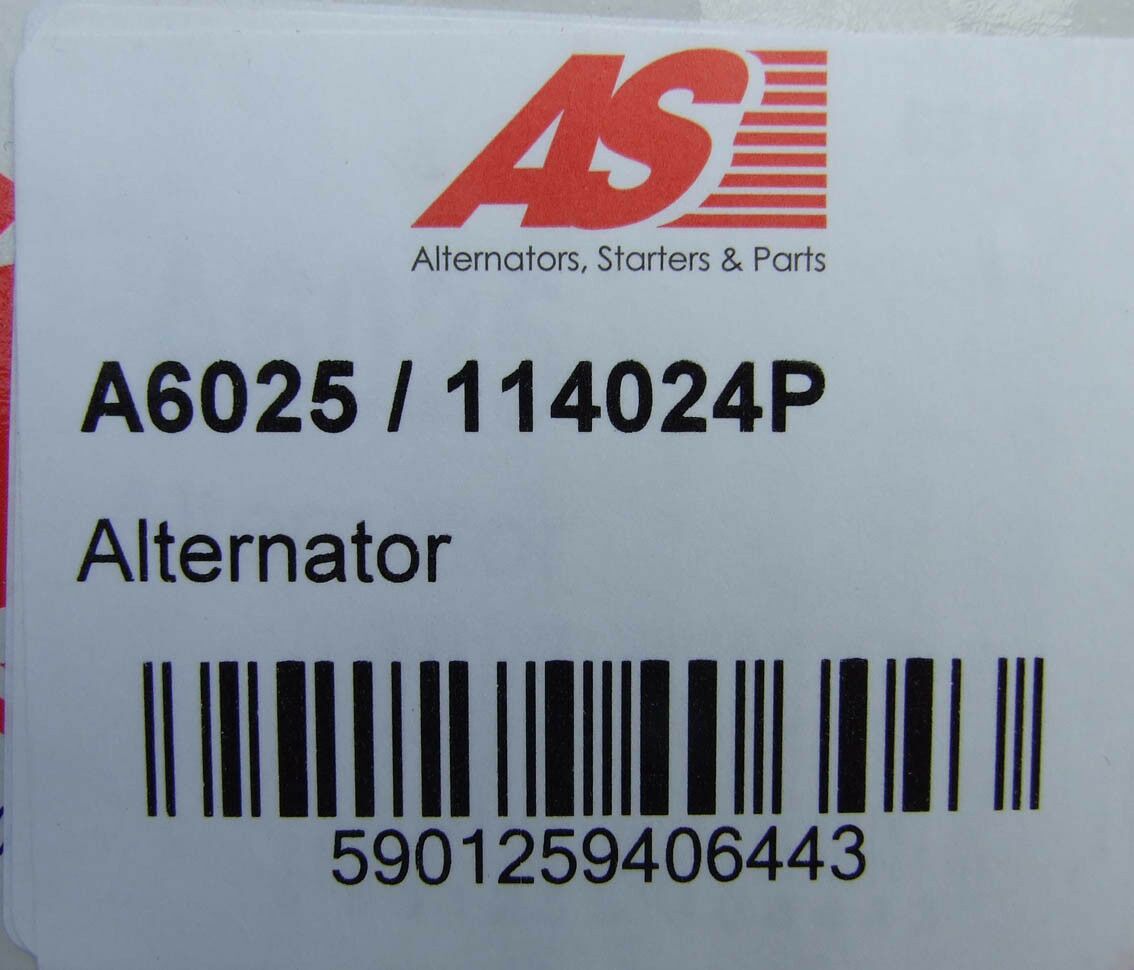 AS
Alternators, Starters & Parts
A6025 / 114024P
Alternator
5901259406443